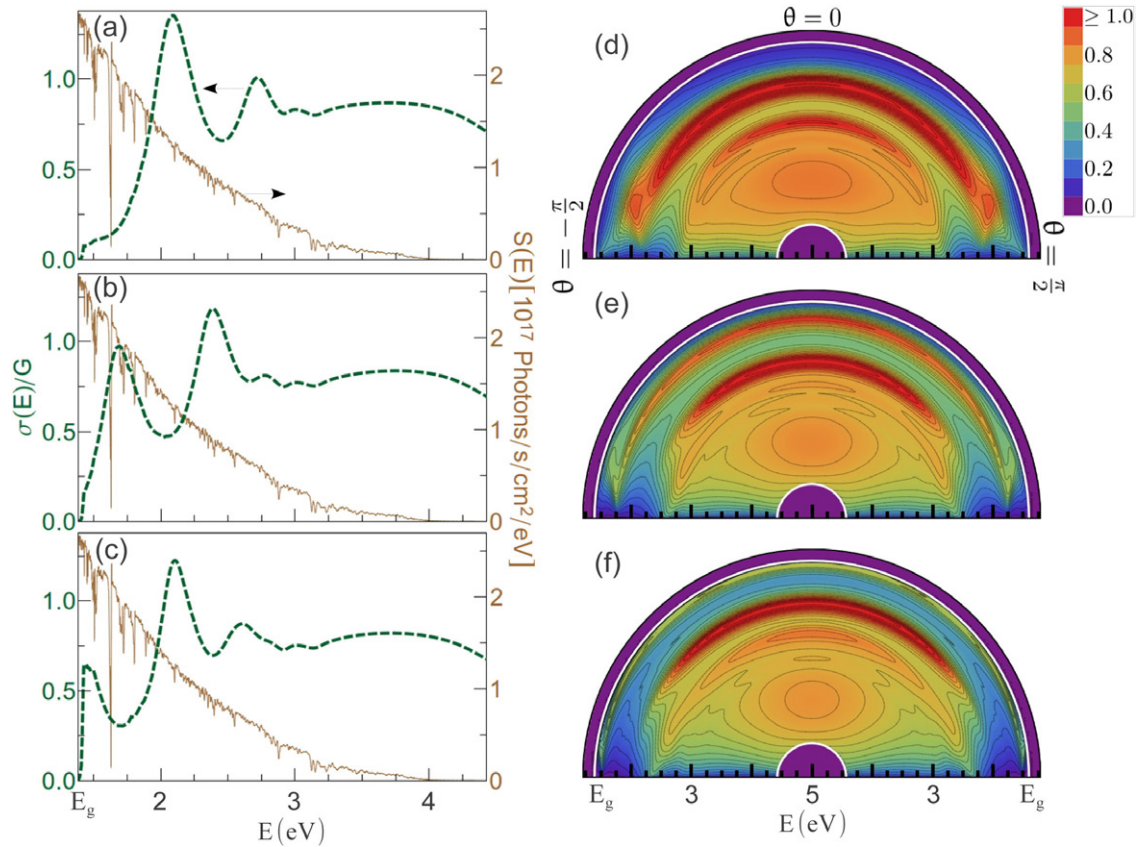 (a)
1.0
0.5
0.0
2
1
0
(b)
1.0
0.5
0.0
2
1
0
(c)
1.0
0.5
0.0
2
1
0
σ(E)/G
S(E)[10¹⁷ Photons/s/cm²/eV]
E_g 2 3 4
E(eV)
θ = 0
(d)
≥ 1.0
0.8
0.6
0.4
0.2
0.0
θ = −π/2
θ = π/2
(e)
(f)
E_g 3 5 3 E_g
E(eV)